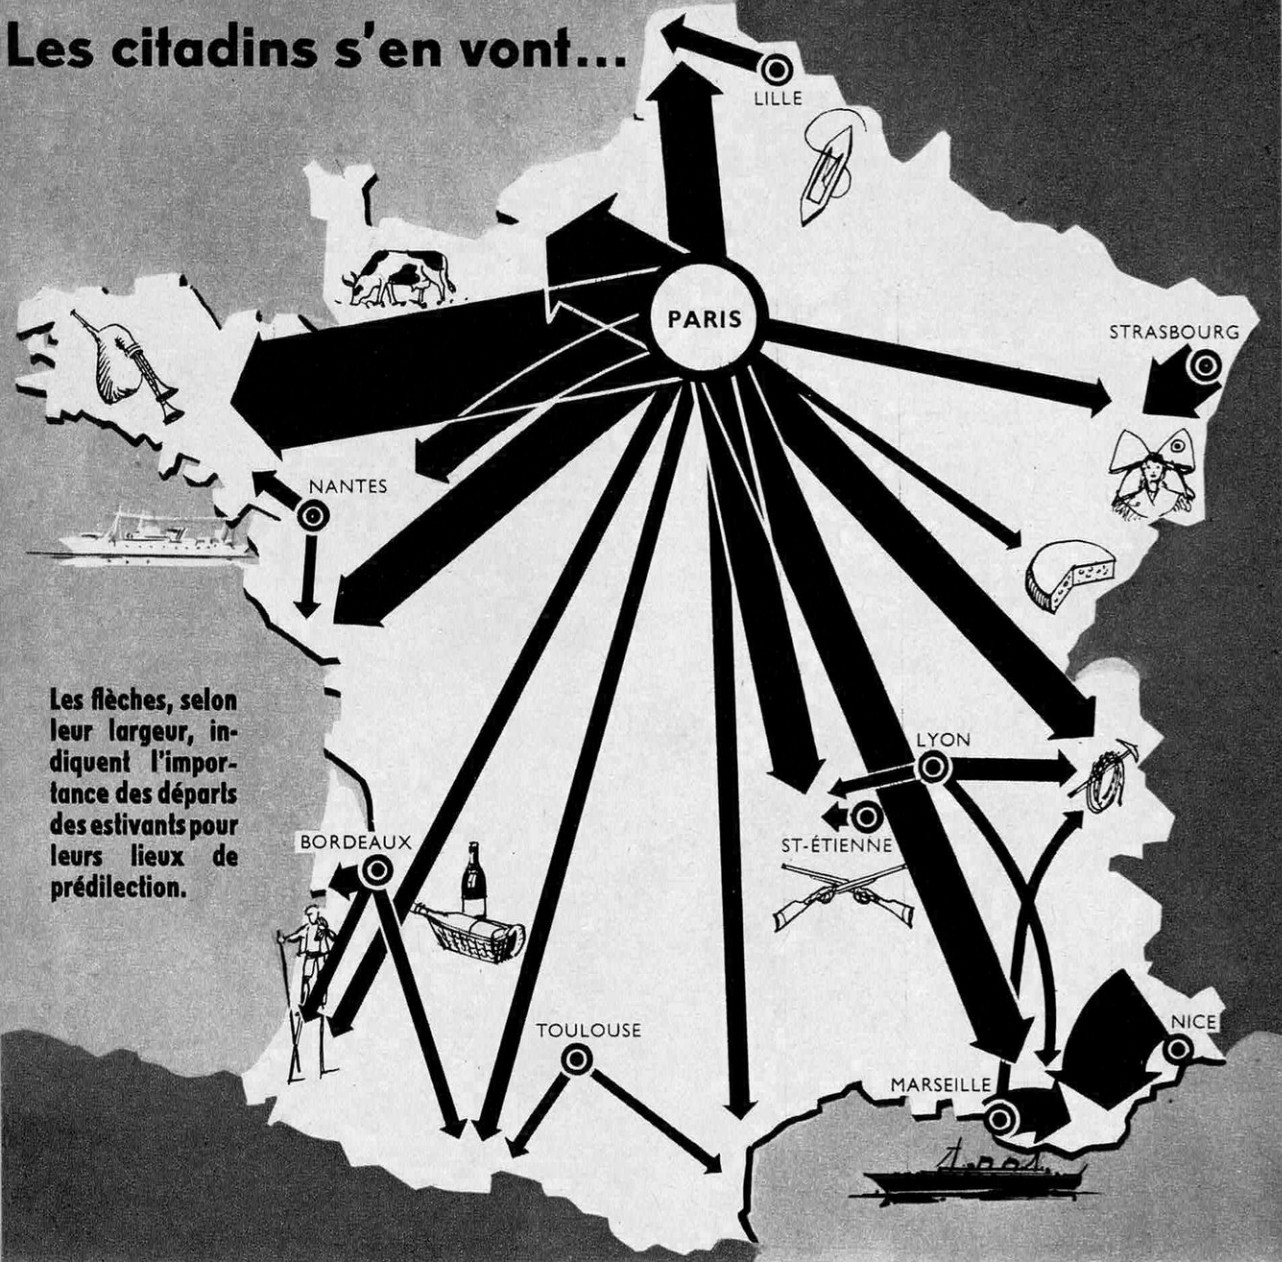 Les citadins s'en vont...
LILLE
PARIS
STRASBOURG
NANTES
Les flèches, selon
leur largeur, in-
diquent l'impor-
tance des départs
des estivants pour
leurs lieux de
prédilection.
LYON
BORDEAUX
ST-ÉTIENNE
TOULOUSE
NICE
MARSEILLE